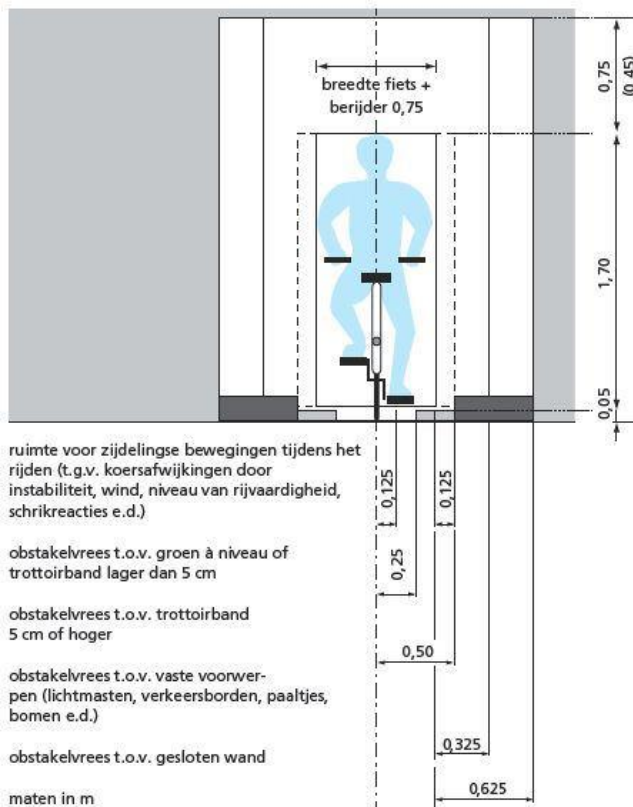 breedte fiets +
berijder 0,75
0,75
(0,45)
1,70
0,05
ruimte voor zijdelingse bewegingen tijdens het
rijden (t.g.v. koersafwijkingen door
instabiliteit, wind, niveau van rijvaardigheid,
schrikreacties e.d.)
0,125
0,125
obstakelvrees t.o.v. groen à niveau of
trottoirband lager dan 5 cm
0,25
obstakelvrees t.o.v. trottoirband
5 cm of hoger
0,50
obstakelvrees t.o.v. vaste voorwer-
pen (lichtmasten, verkeersborden, paaltjes,
bomen e.d.)
0,325
obstakelvrees t.o.v. gesloten wand
0,625
maten in m